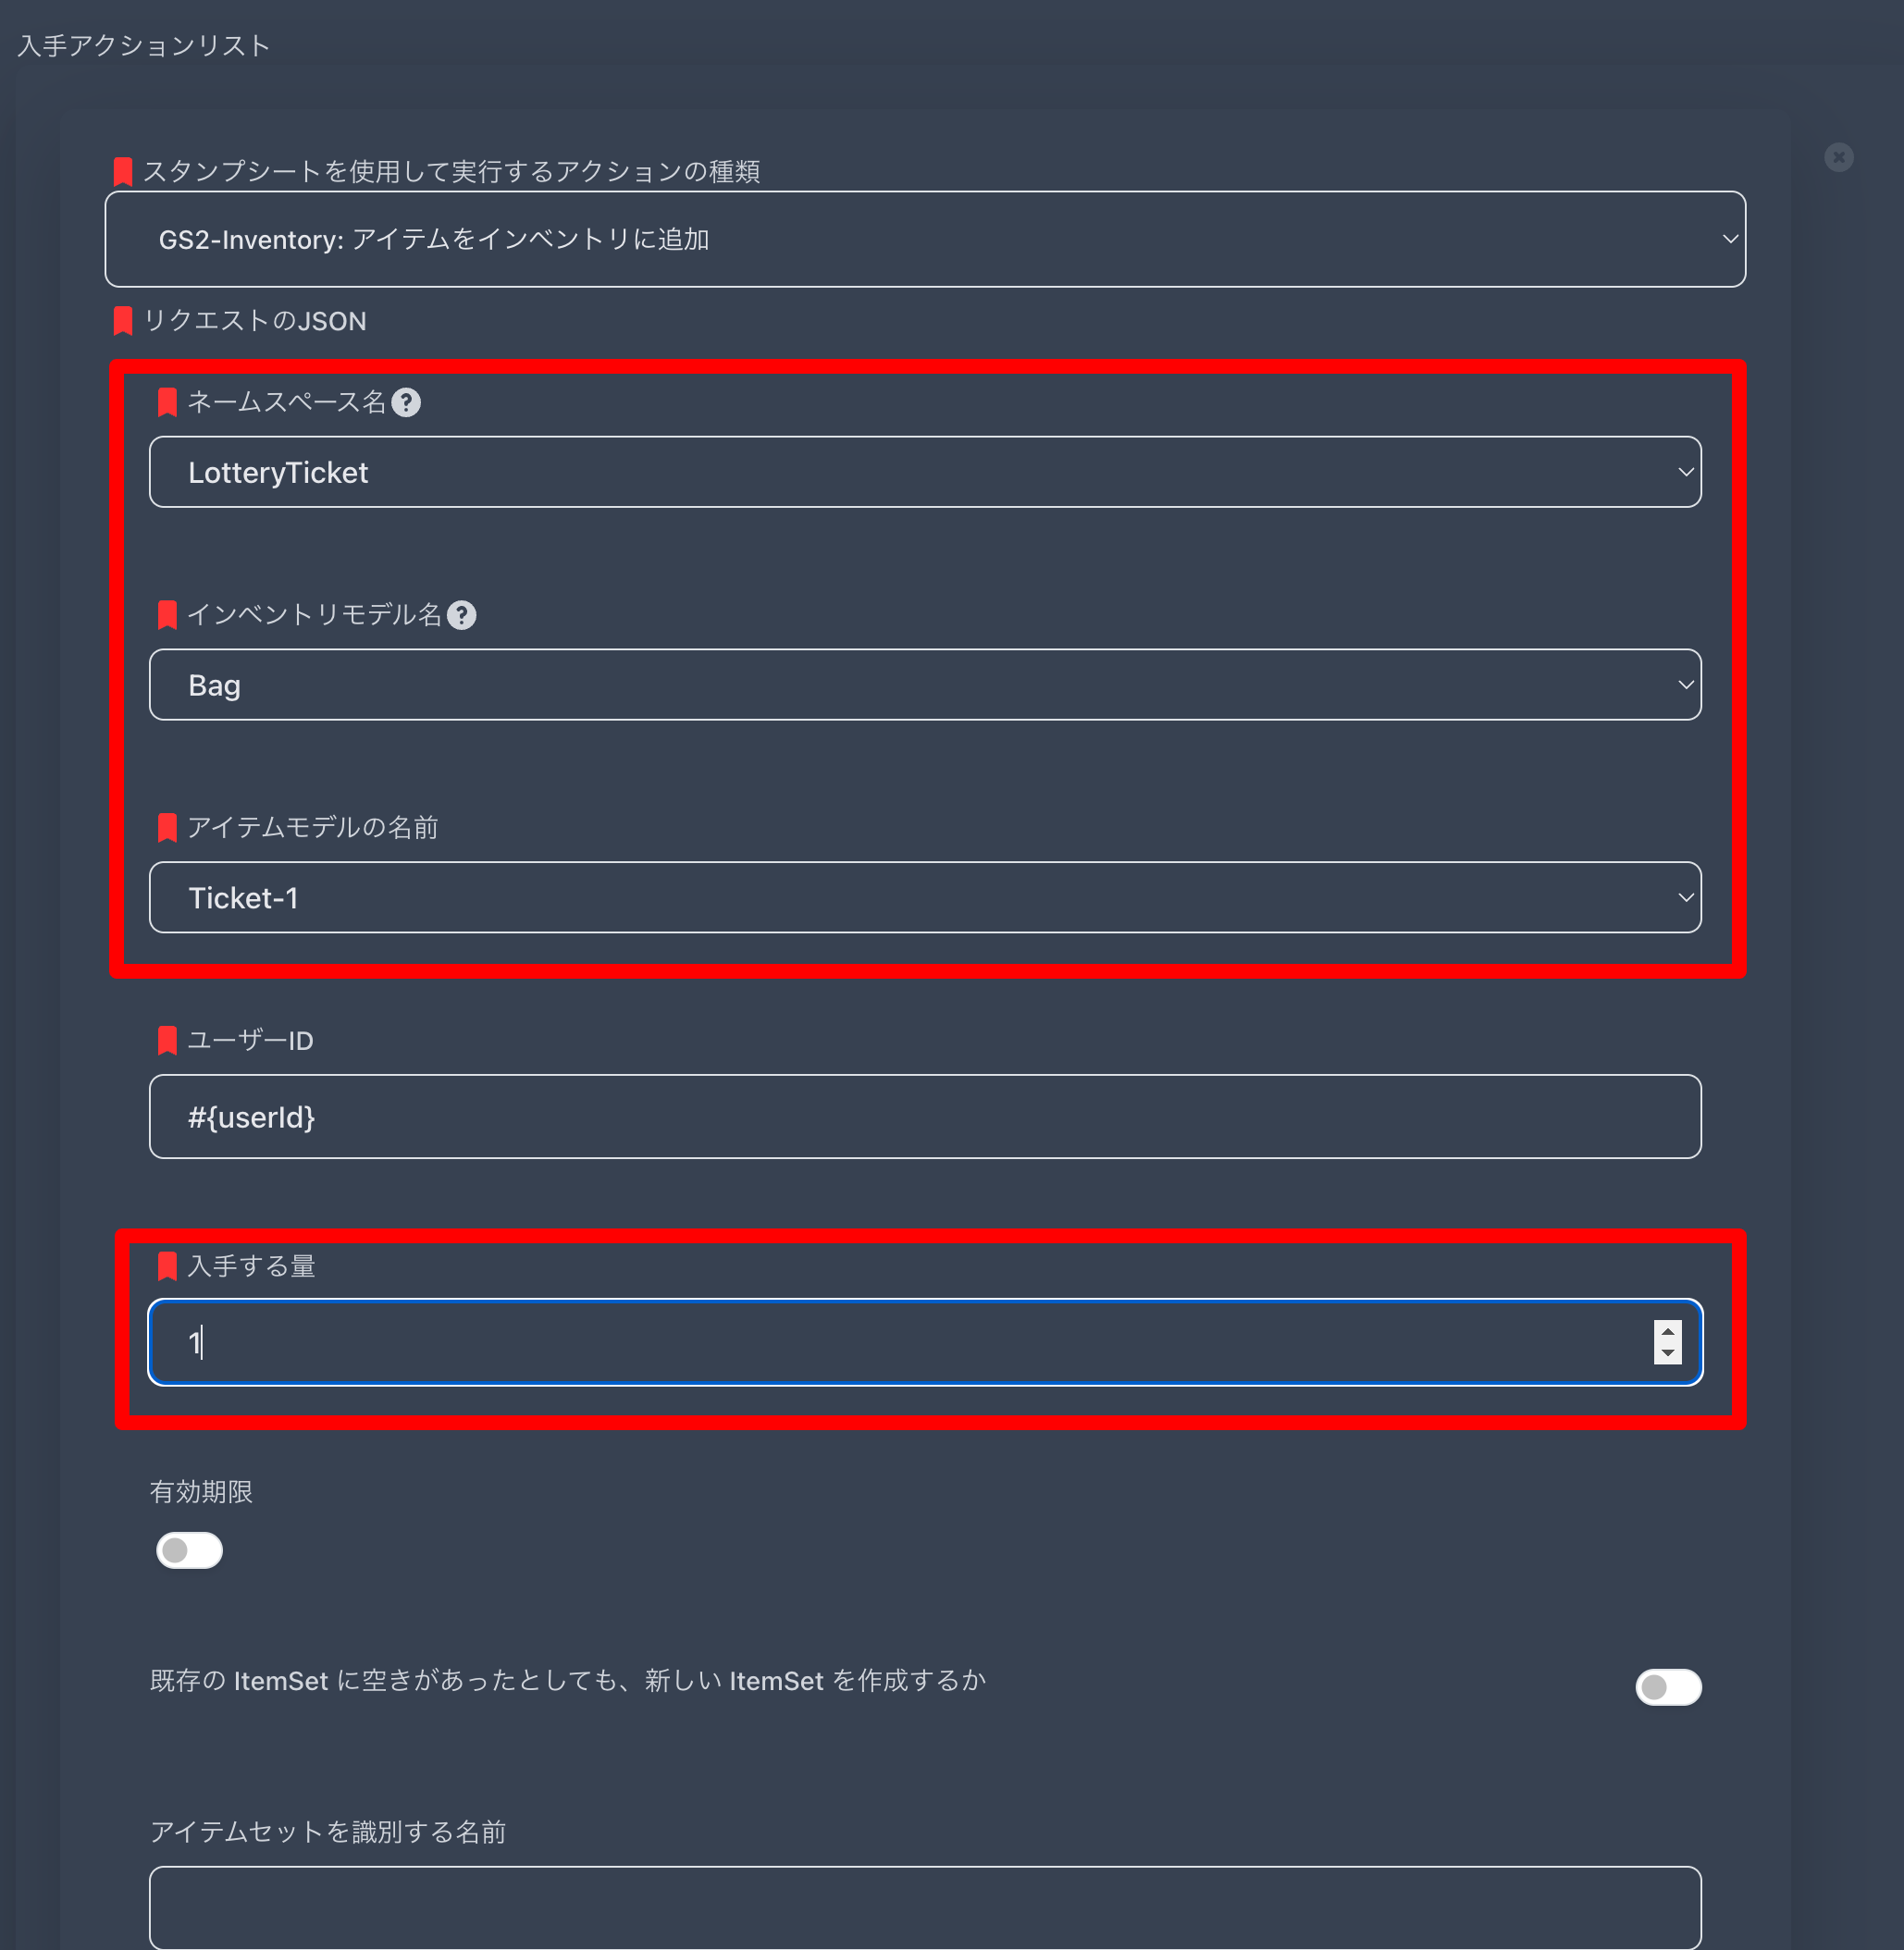 入手アクションリスト
スタンプシートを使用して実行するアクションの種類
GS2-Inventory: アイテムをインベントリに追加
リクエストのJSON
ネームスペース名
LotteryTicket
インベントリモデル名
Bag
アイテムモデルの名前
Ticket-1
ユーザーID
#{userId}
入手する量
1
有効期限
既存の ItemSet に空きがあったとしても、新しい ItemSet を作成するか
アイテムセットを識別する名前